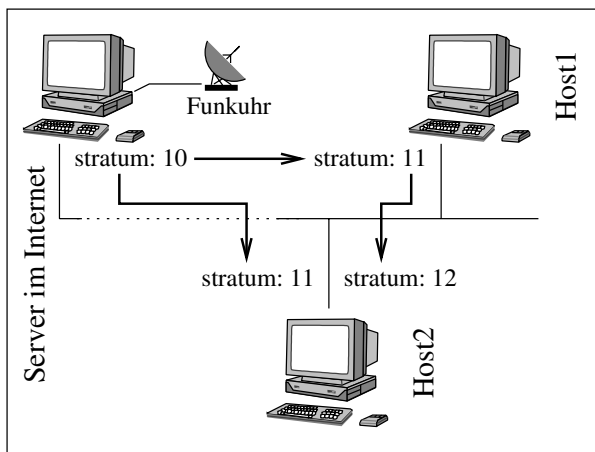 Funkuhr
Host1
stratum: 10
stratum: 11
Server im Internet
stratum: 11
stratum: 12
Host2